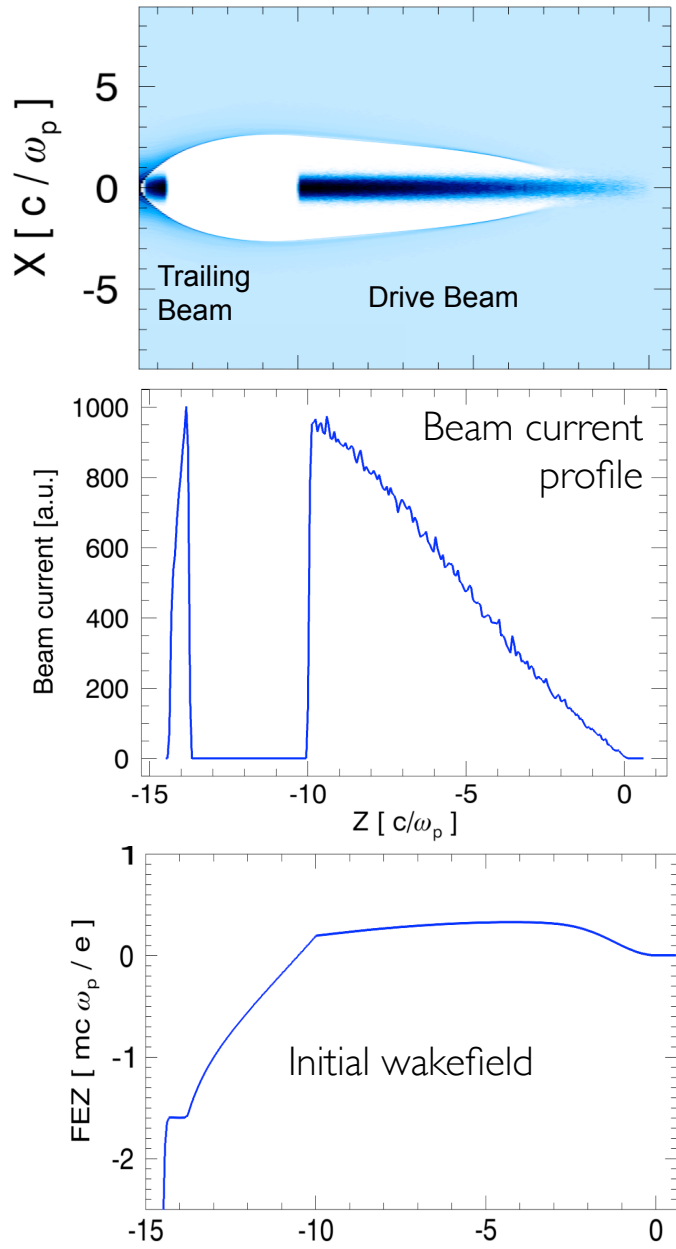 X [ c / ω_p ]
5
0
-5
Trailing
Beam
Drive Beam
Beam current [a.u.]
1000
800
600
400
200
0
Beam current
profile
-15
-10
-5
0
Z [ c/ω_p ]
FEZ [ mc ω_p / e ]
1
0
-1
-2
Initial wakefield
-15
-10
-5
0